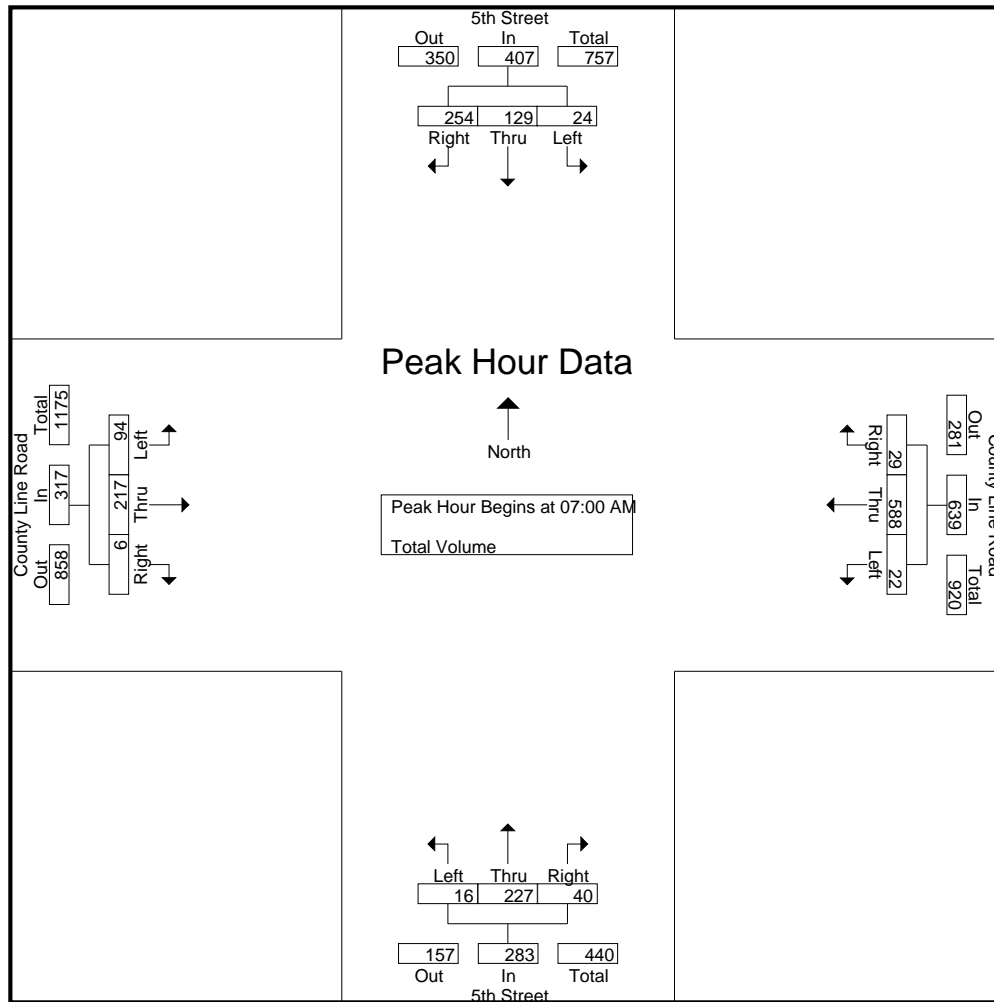 5th Street
Out In Total
350 407 757
254 129 24
Right Thru Left
Peak Hour Data
North
Peak Hour Begins at 07:00 AM
Total Volume
County Line Road
Total In Out
1175 317 858
94 217 6
Left Thru Right
County Line Road
Out In Total
281 639 920
29 588 22
Right Thru Left
Left Thru Right
16 227 40
157 283 440
Out In Total
5th Street